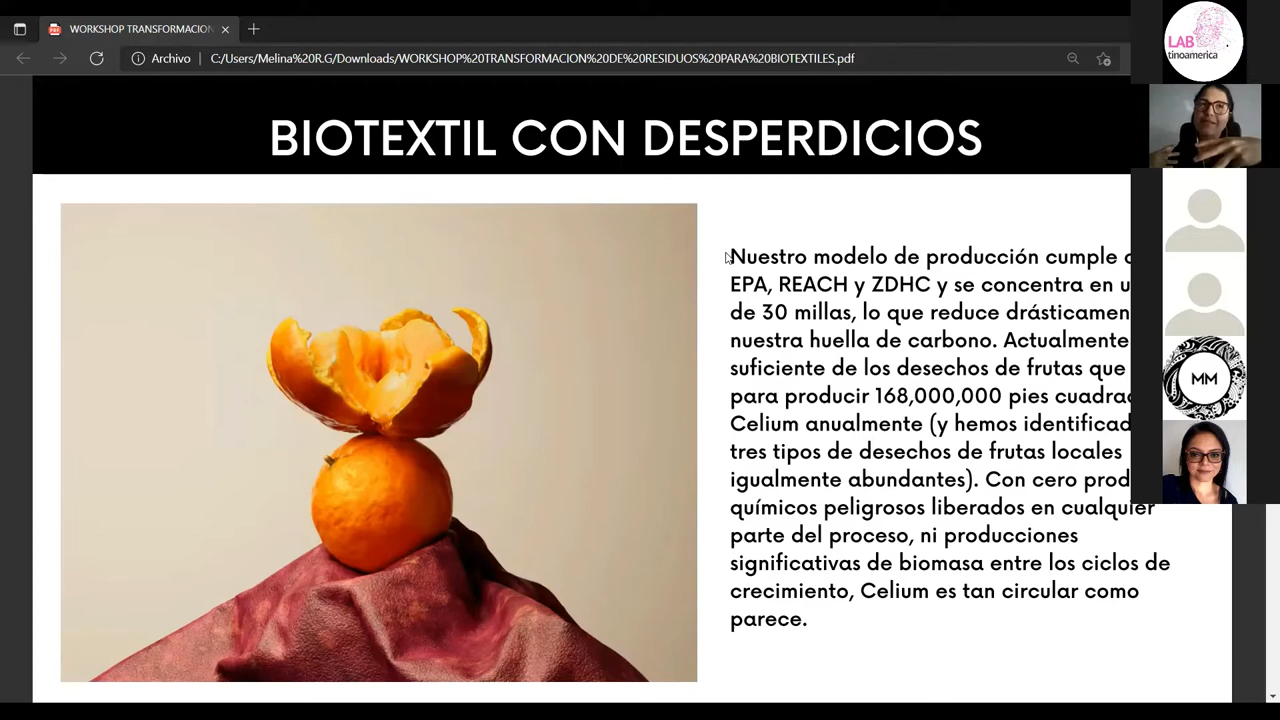 WORKSHOP TRANSFORMACION
Archivo
C:/Users/Melina%20R.G/Downloads/WORKSHOP%20TRANSFORMACION%20DE%20RESIDUOS%20PARA%20BIOTEXTILES.pdf
LAB
tinoamerica
BIOTEXTIL CON DESPERDICIOS
Nuestro modelo de producción cumple
EPA, REACH y ZDHC y se concentra en
de 30 millas, lo que reduce
nuestra huella de carbono. Actualmente
suficiente de los desechos de frutas que
para producir 168,000,000 pies
Celium anualmente (y hemos
tres tipos de desechos de frutas locales
igualmente abundantes). Con cero
químicos peligrosos liberados en cualquier
parte del proceso, ni producciones
significativas de biomasa entre los ciclos de
crecimiento, Celium es tan circular como
parece.
MM